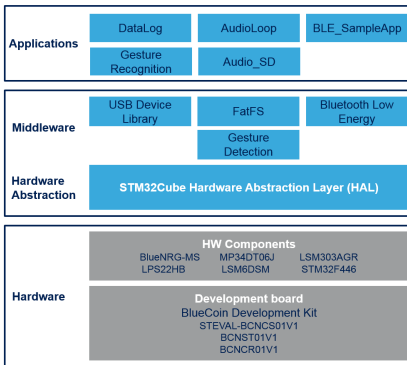 Applications
DataLog
AudioLoop
BLE_SampleApp
Gesture
Recognition
Audio_SD
Middleware
USB Device
Library
FatFS
Bluetooth Low
Energy
Gesture
Detection
Hardware
Abstraction
STM32Cube Hardware Abstraction Layer (HAL)
Hardware
HW Components
BlueNRG-MS MP34DT06J LSM303AGR
LPS22HB LSM6DSM STM32F446
Development board
BlueCoin Development Kit
STEVAL-BCNCS01V1
BCNST01V1
BCNCR01V1